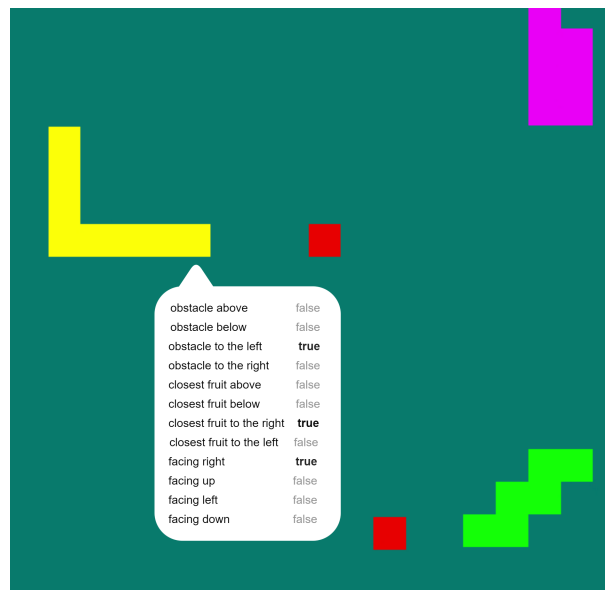 obstacle above false
obstacle below false
obstacle to the left true
obstacle to the right false
closest fruit above false
closest fruit below false
closest fruit to the right true
closest fruit to the left false
facing right true
facing up false
facing left false
facing down false